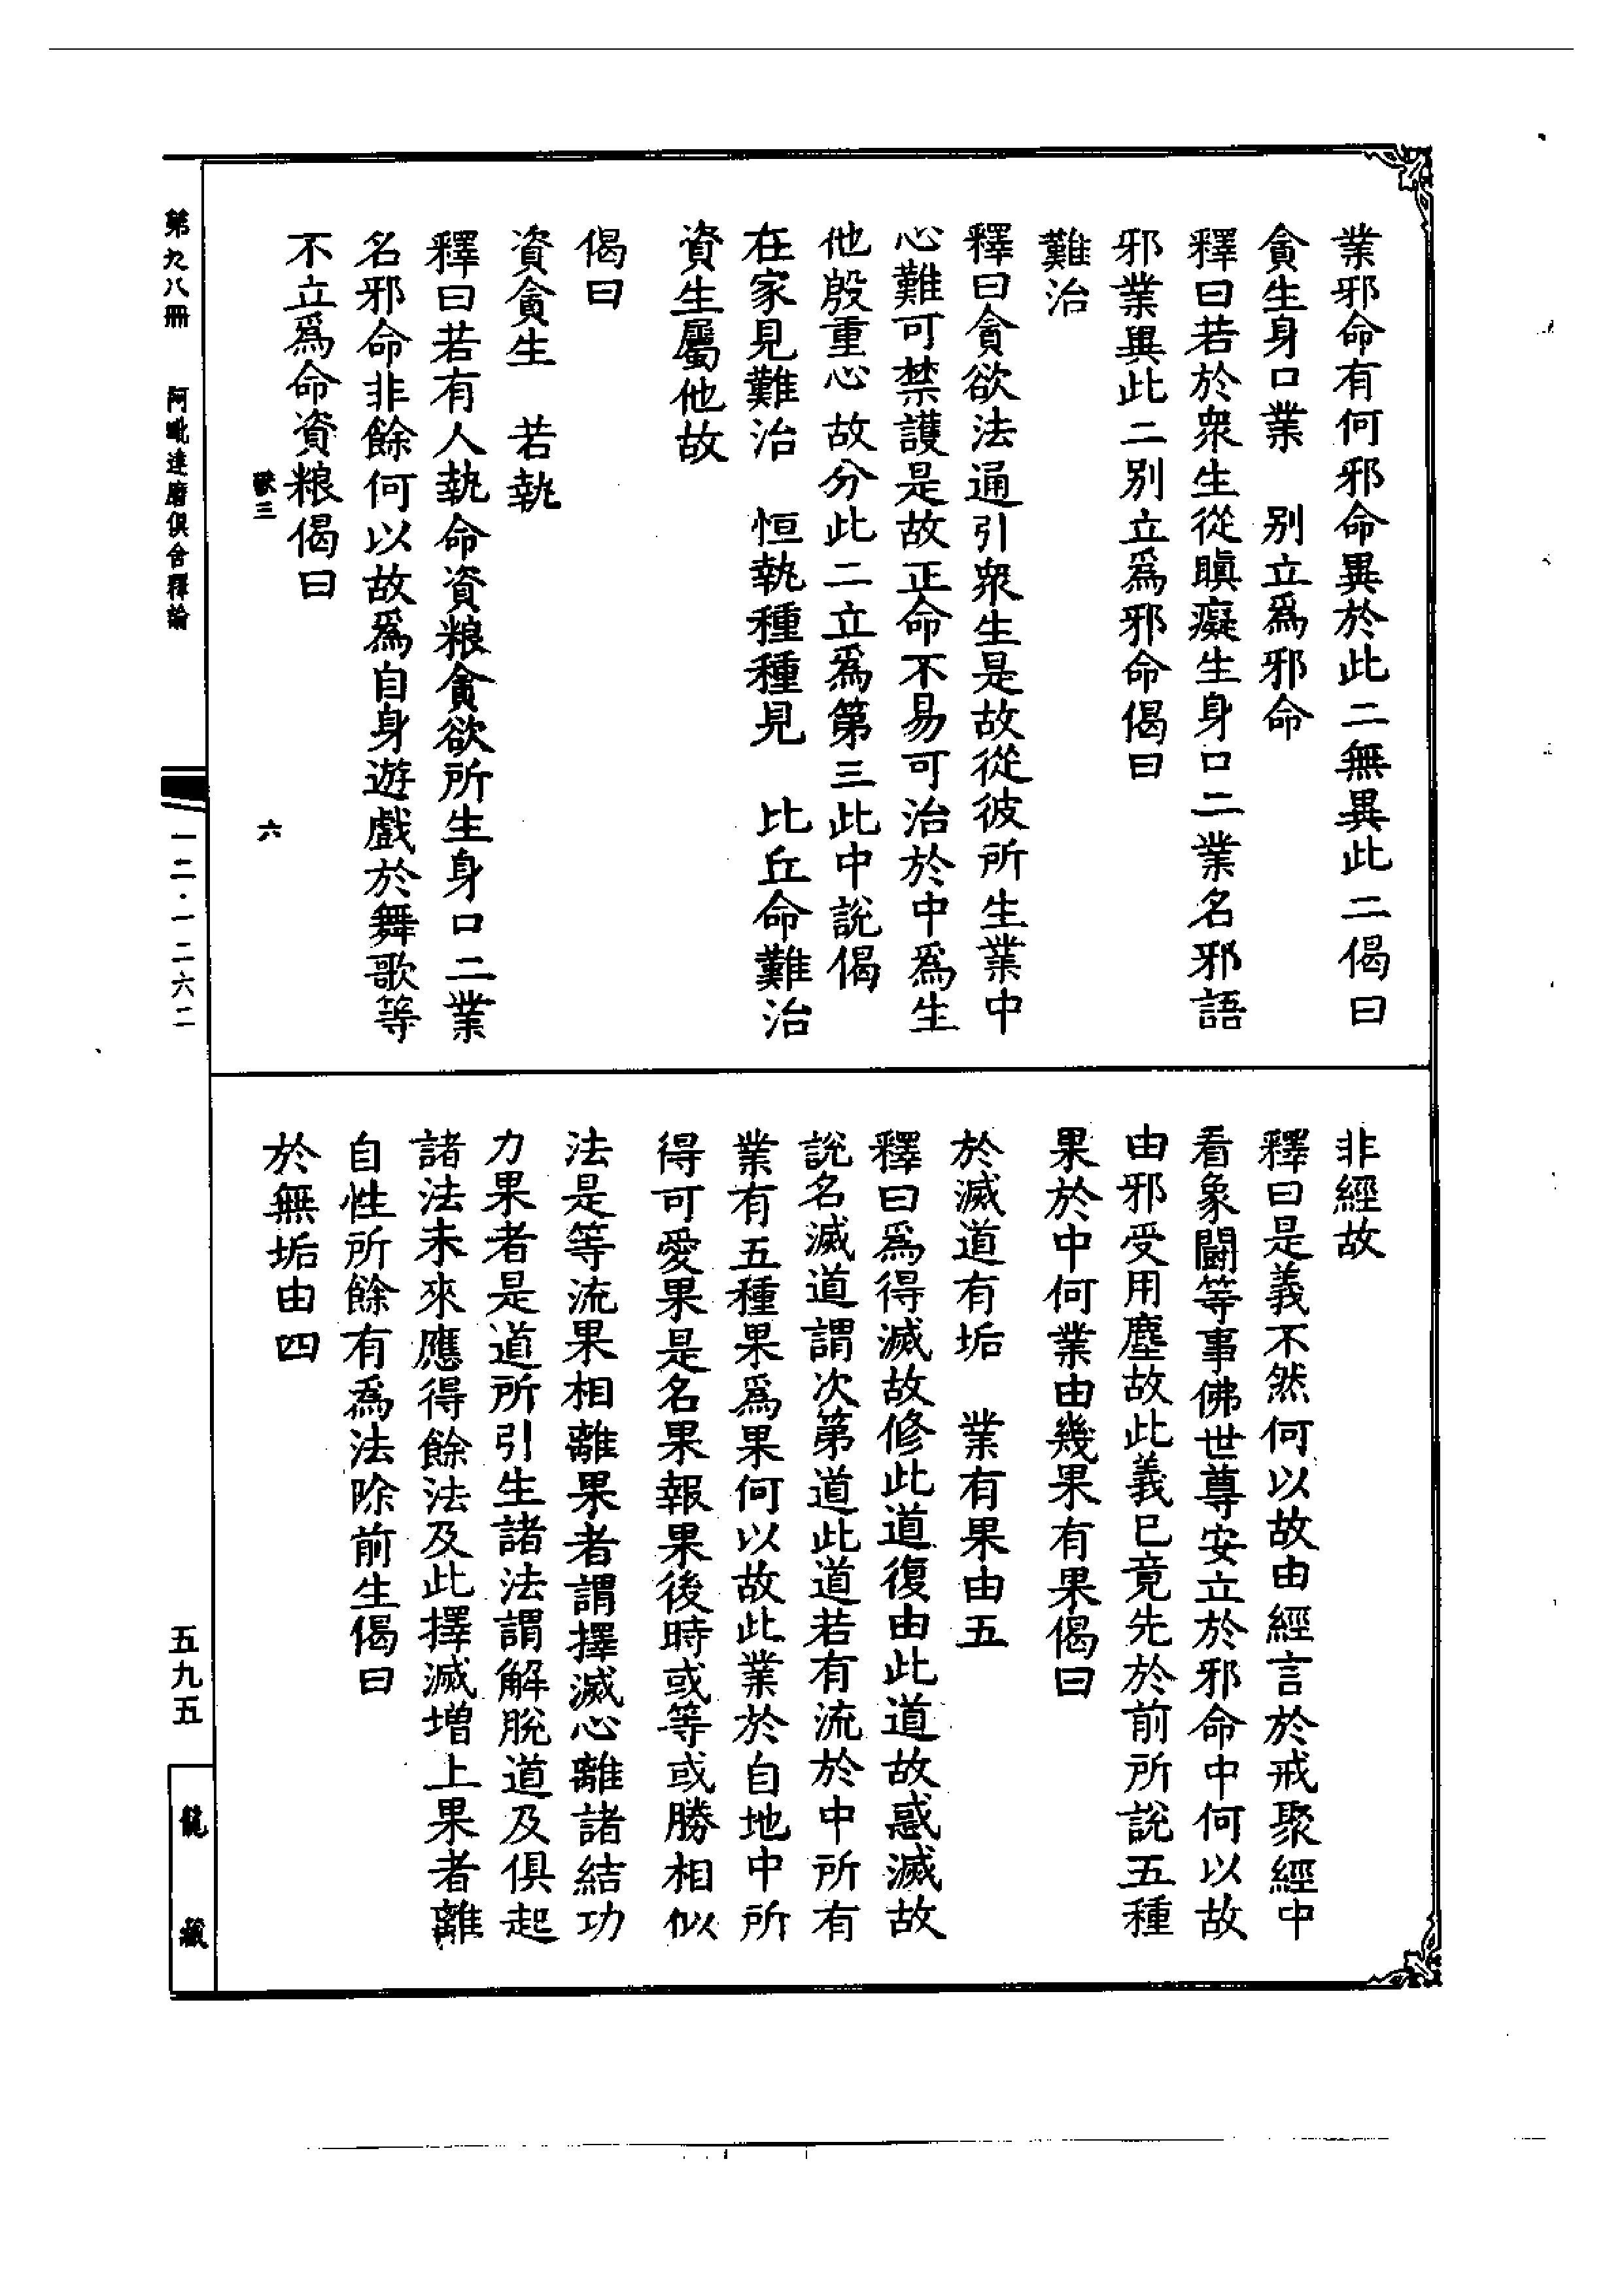 業邪命有何邪命異於此二無異此二偈曰
貪生身口業　別立爲邪命
釋曰若於衆生從瞋癡生身口二業名邪語
邪業異此二別立爲邪命偈曰
難治
釋曰貪欲法通引衆生是故從彼所生業中
心難可禁護是故正命不易可治於中爲生
他殷重心故分此二立爲第三此中說偈
在家見難治　恒執種種見　比丘命難治
資生屬他故
偈曰
資貪生　若執
釋曰若有人執命資粮貪欲所生身口二業
名邪命非餘何以故爲自身遊戲於舞歌等
不立爲命資粮偈曰
三
六
非經故
釋曰是義不然何以故由經言於戒聚經中
看象鬬等事佛世尊安立於邪命中何以故
由邪受用塵故此義已竟先於前所說五種
果於中何業由幾果有果偈曰
於滅道有垢　業有果由五
釋曰爲得滅故修此道復由此道故惑滅故
說名滅道謂次第道此道若有流於中所有
業有五種果爲果何以故此業於自地中所
得可愛果是名果報果後時或等或勝相似
法是等流果相離果者謂擇滅心離諸結功
力果者是道所引生諸法謂解脫道及俱起
諸法未來應得餘法及此擇滅增上果者離
自性所餘有爲法除前生偈曰
於無垢由四
第九八冊　阿毗達磨俱舍釋論
一二·一二六二
五九五
龍藏